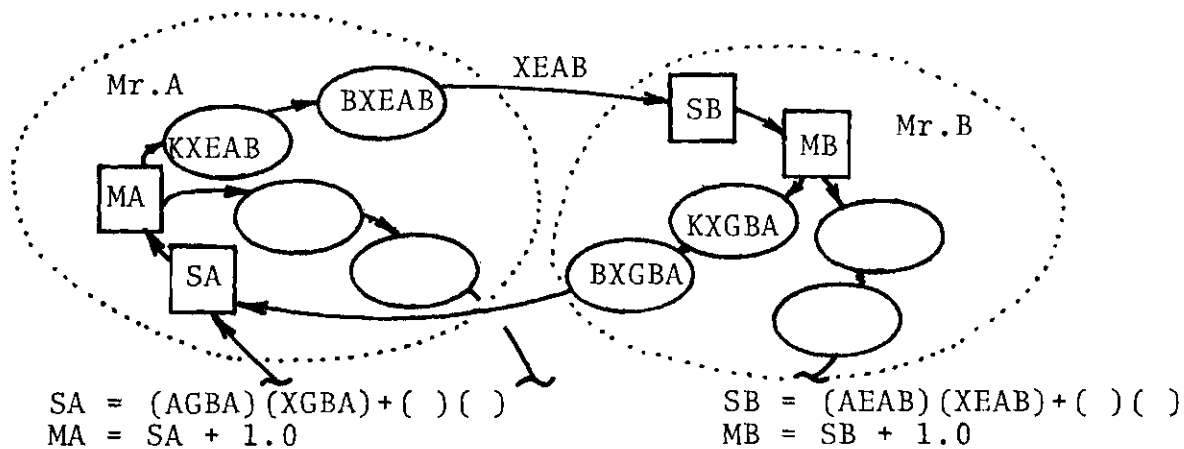 XEAB
Mr.A
BXEAB
SB
Mr.B
KXEAB
MB
MA
KXGBA
SA
BXGBA
SA = (AGBA)(XGBA)+( )( )
MA = SA + 1.0
SB = (AEAB)(XEAB)+( )( )
MB = SB + 1.0